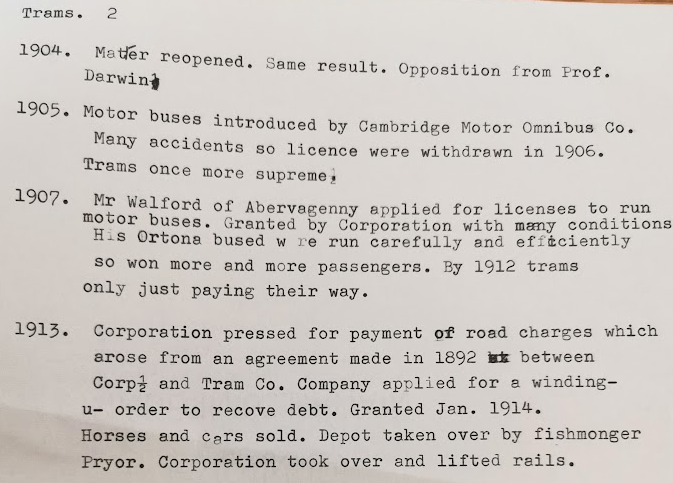 Trams. 2
1904. Matter reopened. Same result. Opposition from Prof.
Darwin
1905. Motor buses introduced by Cambridge Motor Omnibus Co.
Many accidents so licence were withdrawn in 1906.
Trams once more supreme.
1907. Mr Walford of Abervagenny applied for licenses to run
motor buses. Granted by Corporation with many conditions
His Ortona bused w re run carefully and efficiently
so won more and more passengers. By 1912 trams
only just paying their way.
1913. Corporation pressed for payment of road charges which
arose from an agreement made in 1892 between
Corp½ and Tram Co. Company applied for a winding-
u- order to recove debt. Granted Jan. 1914.
Horses and cars sold. Depot taken over by fishmonger
Pryor. Corporation took over and lifted rails.